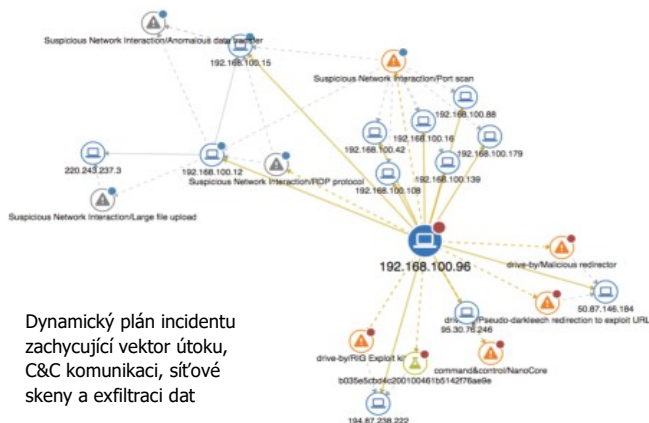 Suspicious Network Interaction/Anomalous data transfer
192.168.100.15
Suspicious Network Interaction/Port scan
192.168.100.88
192.168.100.16
192.168.100.42
192.168.100.179
220.243.237.3
192.168.100.12
Suspicious Network Interaction/RDP protocol
192.168.100.139
192.168.100.108
Suspicious Network Interaction/Large file upload
192.168.100.96
drive-by/Malicious redirector
50.87.146.184
/Pseudo-darkleech redirection to exploit URL
95.30.76.246
Dynamický plán incidentu
zachycující vektor útoku,
C&C komunikaci, síťové
skeny a exfiltraci dat
drive-by/RIG Exploit
command&control/NanoCore
b035e5cbd4c200100461b5142f76ae9e
194.87.238.222